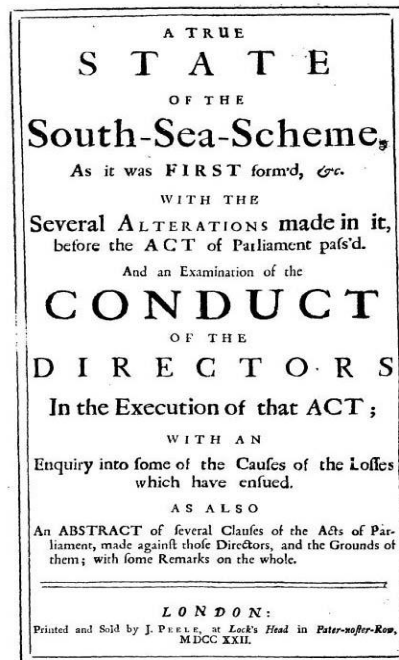 A TRUE
STATE
OF THE
South-Sea-Scheme,
As it was FIRST form'd, &c.
WITH THE
Several ALTERATIONS made in it,
before the ACT of Parliament paſs'd.
And an Examination of the
CONDUCT
OF THE
DIRECTORS
In the Execution of that ACT;
WITH AN
Enquiry into ſome of the Cauſes of the Loſſes
which have enſued.
AS ALSO
An ABSTRACT of ſeveral Clauſes of the Acts of Par-
liament, made againſt thoſe Directors, and the Grounds of
them; with ſome Remarks on the whole.
LONDON:
Printed and Sold by J. PEELE, at Lock's Head in Pater-noſter-Row,
MDCC XXII.